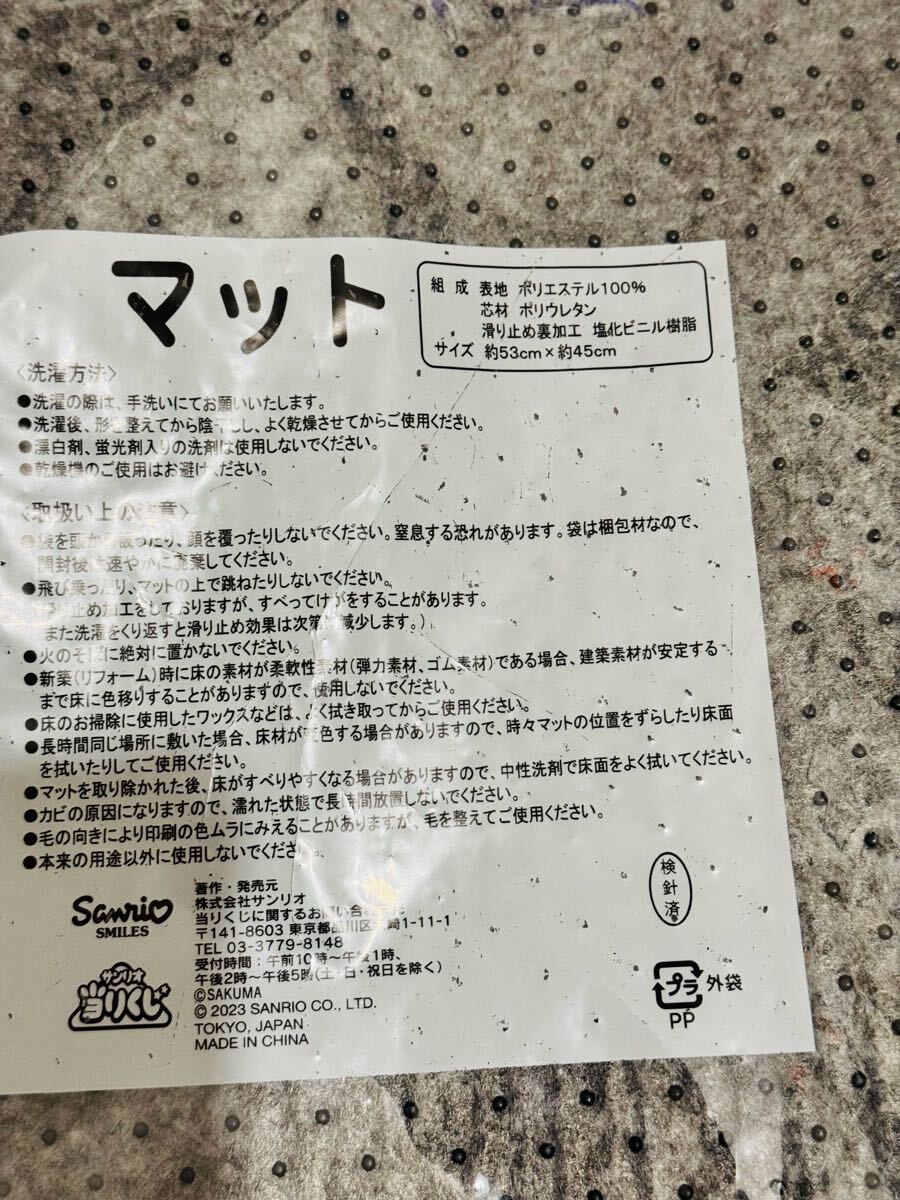 マット
組成 表地 ポリエステル100%
芯材 ポリウレタン
滑り止め裏加工 塩化ビニル樹脂
サイズ 約53cm×約45cm
〈洗濯方法〉
●洗濯の際は、手洗いにてお願いいたします。
●洗濯後、形を整えてから陰干しし、よく乾燥させてからご使用ください。
●漂白剤、蛍光剤入りの洗剤は使用しないでください。
●乾燥機のご使用はお避けください。
〈取扱い上の注意〉
●袋を頭から被ったり、顔を覆ったりしないでください。窒息する恐れがあります。袋は梱包材なので、
開封後は速やかに廃棄してください。
●飛び乗ったり、マットの上で跳ねたりしないでください。
(滑り止め加工をしておりますが、すべってけがをすることがあります。
また洗濯をくり返すと滑り止め効果は次第に減少します。)
●火のそばに絶対に置かないでください。
●新築(リフォーム)時に床の素材が柔軟性素材(弾力素材、ゴム素材)である場合、建築素材が安定する
まで床に色移りすることがありますので、使用しないでください。
●床のお掃除に使用したワックスなどは、よく拭き取ってからご使用ください。
●長時間同じ場所に敷いた場合、床材が変色する場合がありますので、時々マットの位置をずらしたり床面
を拭いたりしてご使用ください。
●マットを取り除かれた後、床がすべりやすくなる場合がありますので、中性洗剤で床面をよく拭いてください。
●カビの原因になりますので、濡れた状態で長時間放置しないでください。
●毛の向きにより印刷の色ムラにみえることがありますが、毛を整えてご使用ください。
●本来の用途以外に使用しないでください。
検針済
Sanrio
SMILES
著作・発売元
株式会社サンリオ
当りくじに関するお問い合わせ先
〒141-8603 東京都品川区大崎1-11-1
TEL 03-3779-8148
受付時間:午前10時〜午後1時、
午後2時〜午後5時(土・日・祝日を除く)
©SAKUMA
© 2023 SANRIO CO., LTD.
TOKYO, JAPAN
MADE IN CHINA
サンリオ
当りくじ
プラ 外袋
PP